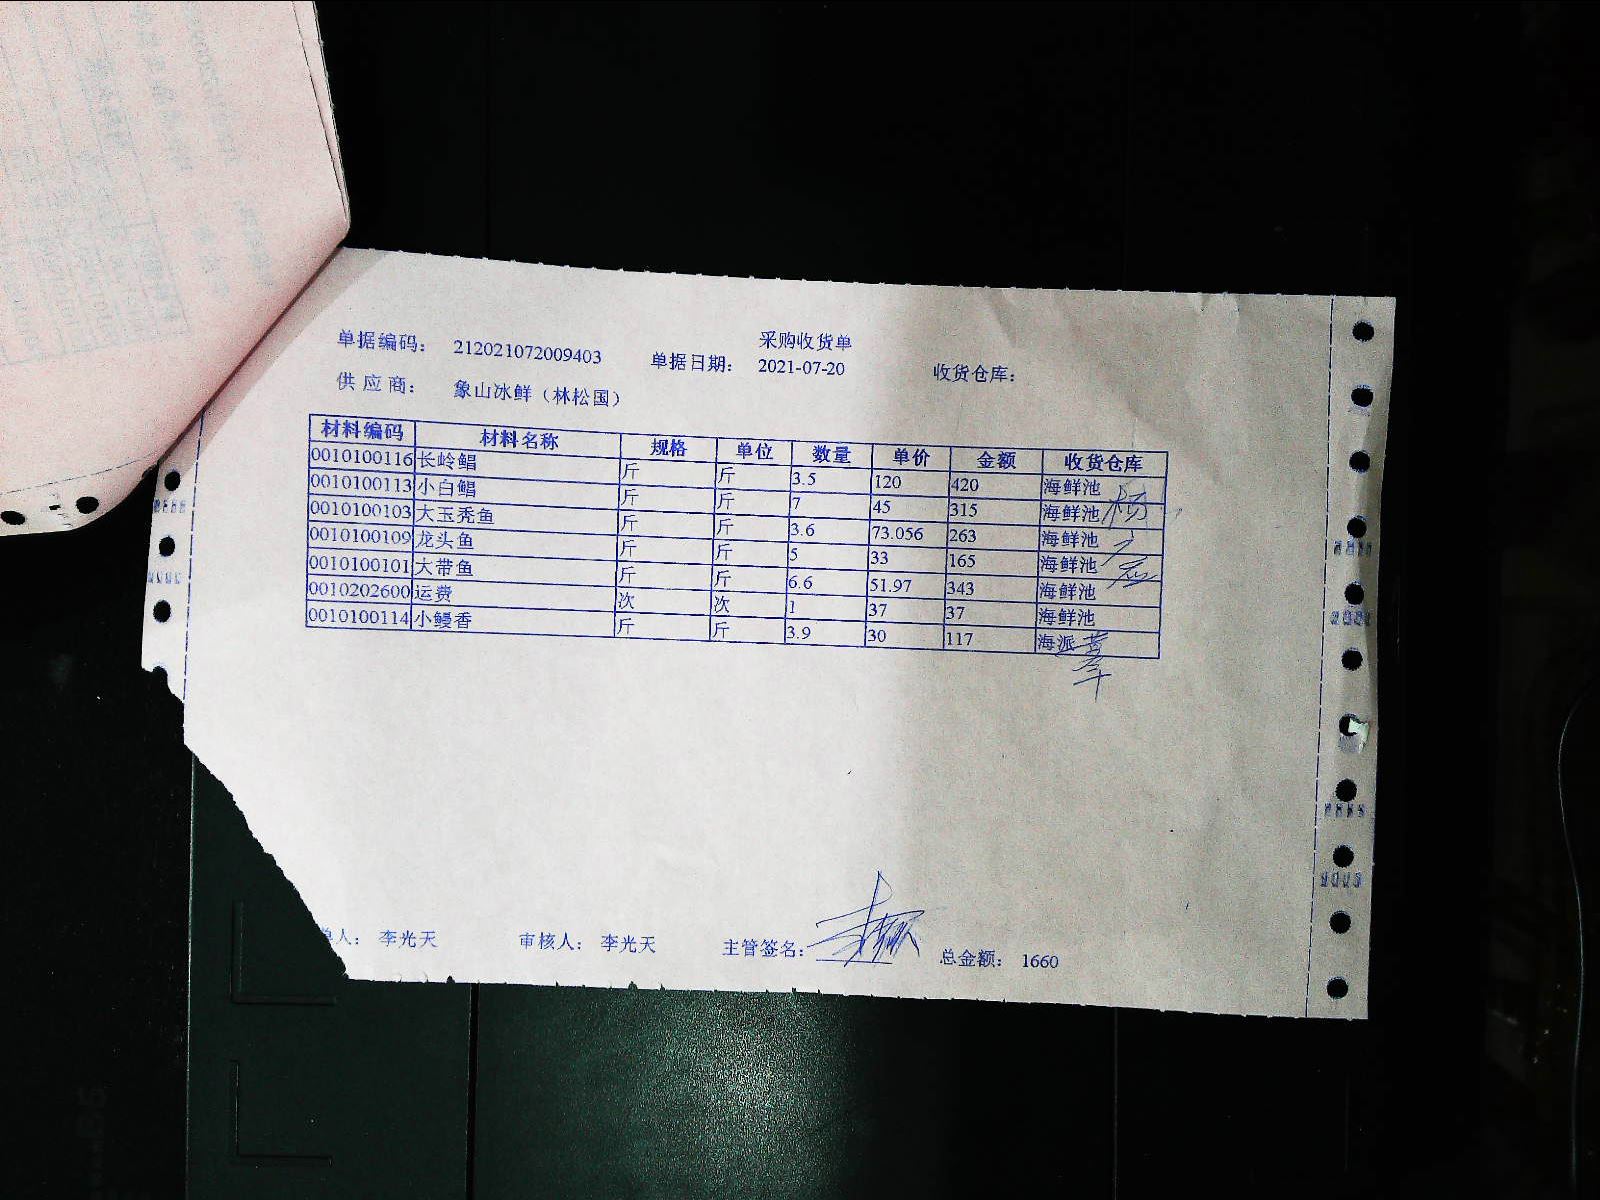 采购收货单
单据编码： 212021072009403 单据日期： 2021-07-20 收货仓库：
供应商： 象山冰鲜（林松国）
材料编码 材料名称 规格 单位 数量 单价 金额 收货仓库
0010100116 长岭鲳 斤 斤 3.5 120 420 海鲜池
0010100113 小白鲳 斤 斤 7 45 315 海鲜池
0010100103 大玉秃鱼 斤 斤 3.6 73.056 263 海鲜池
0010100109 龙头鱼 斤 斤 5 33 165 海鲜池
0010100101 大带鱼 斤 斤 6.6 51.97 343 海鲜池
0010202600 运费 次 次 1 37 37 海鲜池
0010100114 小鳗香 斤 斤 3.9 30 117 海派
单人： 李光天 审核人： 李光天 主管签名： 总金额： 1660